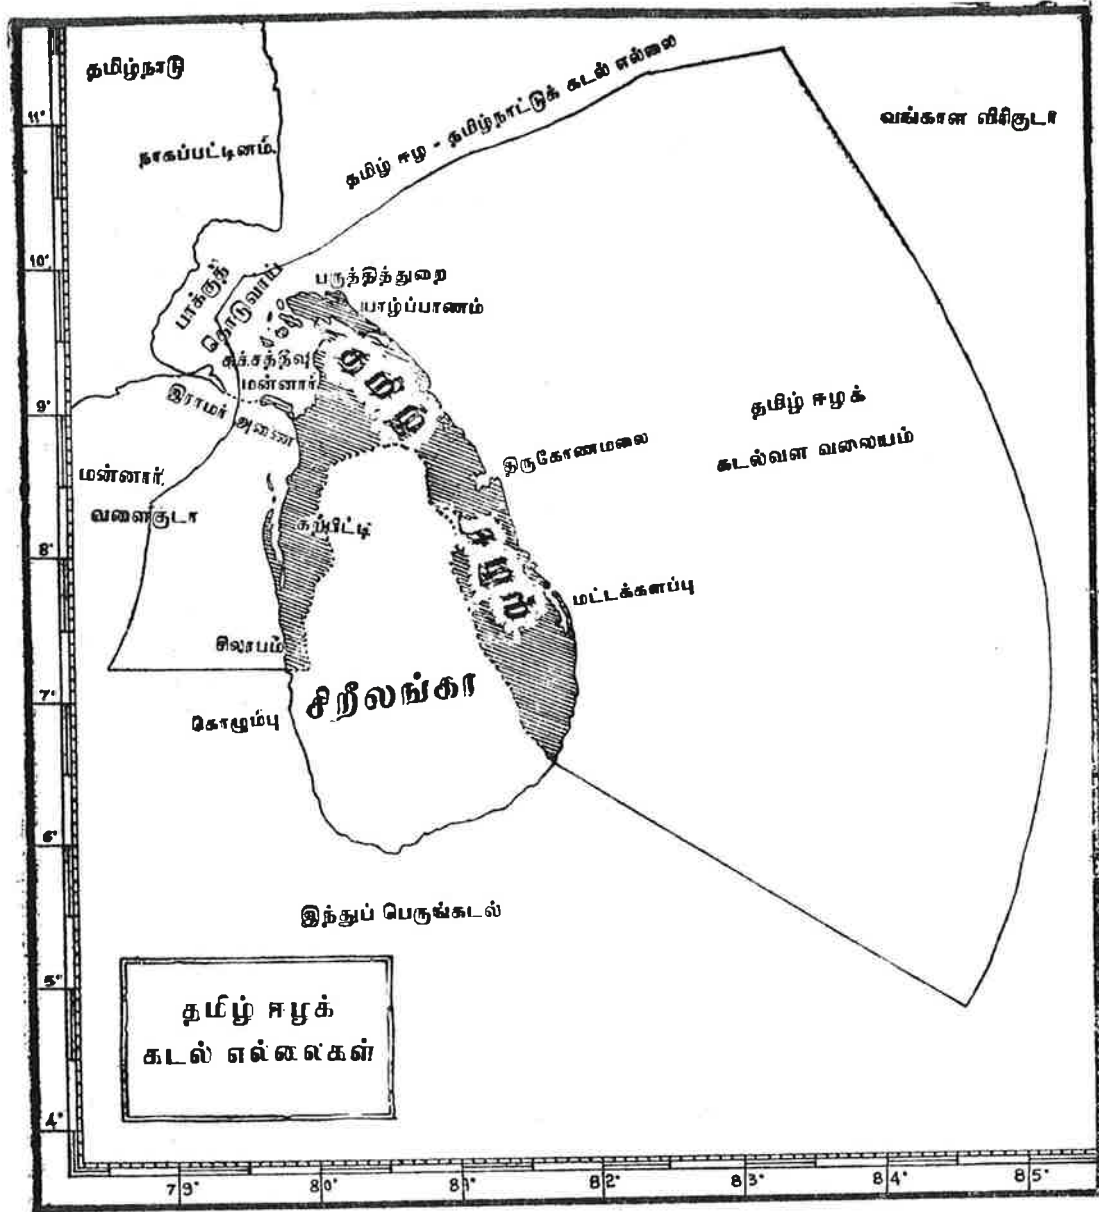 தமிழ்நாடு
வங்காள விரிகுடா
11°
தமிழ் ஈழ - தமிழ்நாட்டுக் கடல் எல்லை
நாகப்பட்டினம்.
10°
பாக்குத்
தொடுவாய்
பருத்தித்துறை
யாழ்ப்பாணம்
கச்சத்தீவு
மன்னார்
தமிழ்
9°
இராமர் அணை
தமிழ் ஈழக்
கடல்வள வலையம்
திருகோணமலை
மன்னார்.
வளைகுடா
கற்பிட்டி
8°
ஈழம்
மட்டக்களப்பு
சிலாபம்
7°
சிறீலங்கா
கொழும்பு
6°
இந்துப் பெருங்கடல்
5°
தமிழ் ஈழக்
கடல் எல்லைகள்
4°
79° 80° 81° 82° 83° 84° 85°